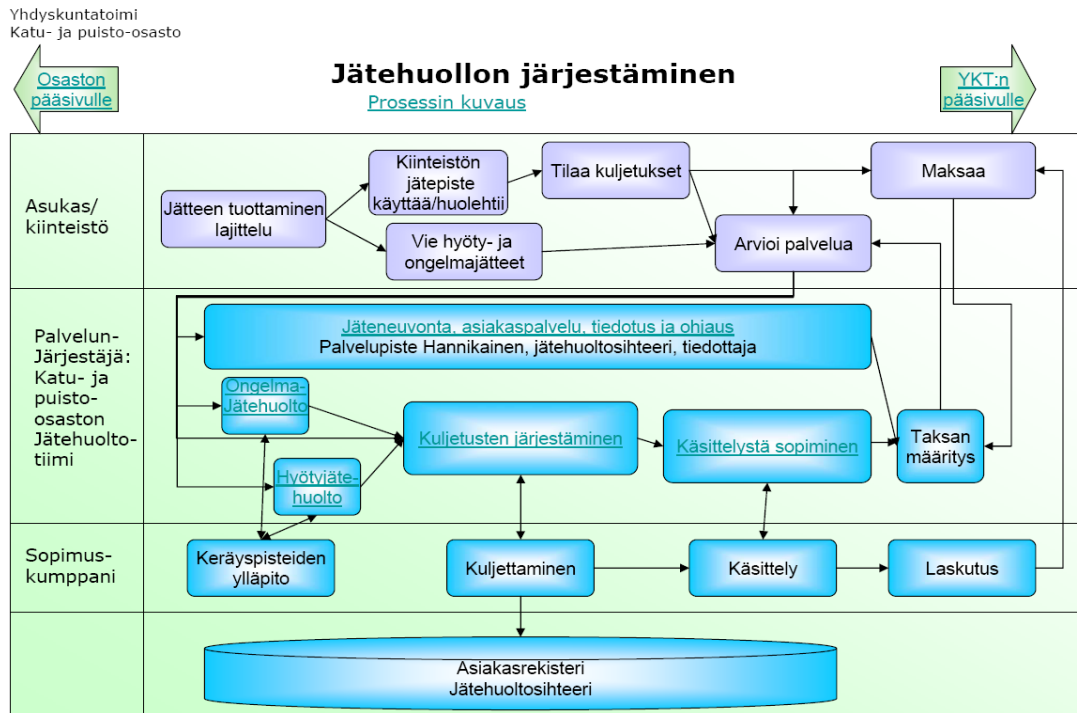 Yhdyskuntatoimi
Katu- ja puisto-osasto
Osaston
pääsivulle
Jätehuollon järjestäminen
Prosessin kuvaus
YKT:n
pääsivulle
Asukas/
kiinteistö
Jätteen tuottaminen
lajittelu
Kiinteistön
jätepiste
käyttää/huolehtii
Vie hyöty- ja
ongelmajätteet
Tilaa kuljetukset
Arvioi palvelua
Maksaa
Palvelun-
Järjestäjä:
Katu- ja
puisto-
osaston
Jätehuolto-
tiimi
Jäteneuvonta, asiakaspalvelu, tiedotus ja ohjaus
Palvelupiste Hannikainen, jätehuoltosihteeri, tiedottaja
Ongelma-
Jätehuolto
Hyötyjäte-
huolto
Kuljetusten järjestäminen
Käsittelystä sopiminen
Taksan
määritys
Sopimus-
kumppani
Keräyspisteiden
ylläpito
Kuljettaminen
Käsittely
Laskutus
Asiakasrekisteri
Jätehuoltosihteeri